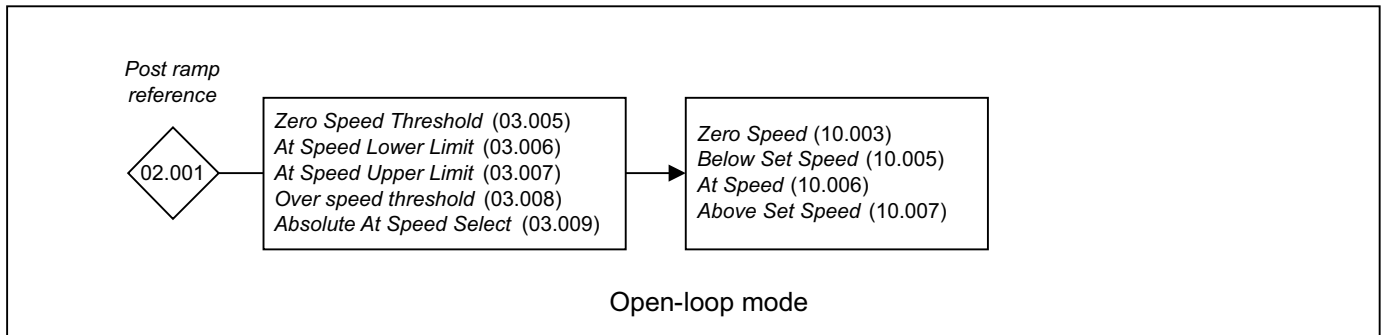 Post ramp
reference
02.001
Zero Speed Threshold (03.005)
At Speed Lower Limit (03.006)
At Speed Upper Limit (03.007)
Over speed threshold (03.008)
Absolute At Speed Select (03.009)
Zero Speed (10.003)
Below Set Speed (10.005)
At Speed (10.006)
Above Set Speed (10.007)
Open-loop mode